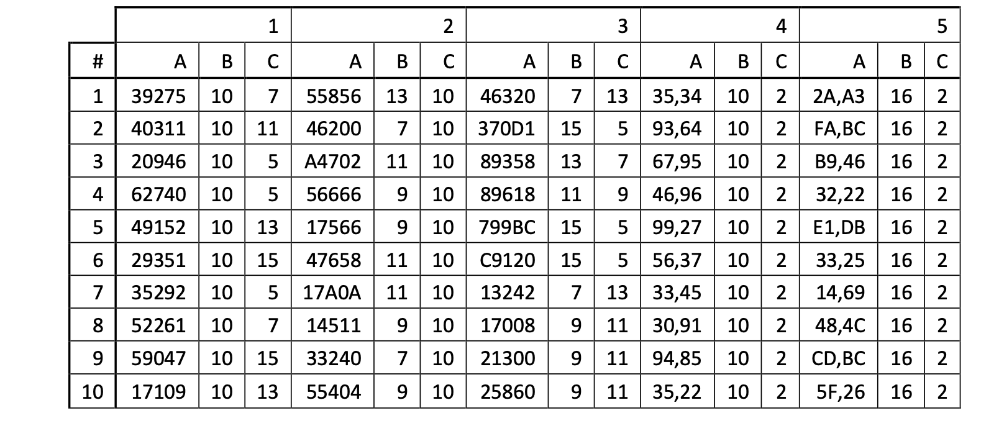 1 2 3 4 5
# A B C A B C A B C A B C A B C
1 39275 10 7 55856 13 10 46320 7 13 35,34 10 2 2A,A3 16 2
2 40311 10 11 46200 7 10 370D1 15 5 93,64 10 2 FA,BC 16 2
3 20946 10 5 A4702 11 10 89358 13 7 67,95 10 2 B9,46 16 2
4 62740 10 5 56666 9 10 89618 11 9 46,96 10 2 32,22 16 2
5 49152 10 13 17566 9 10 799BC 15 5 99,27 10 2 E1,DB 16 2
6 29351 10 15 47658 11 10 C9120 15 5 56,37 10 2 33,25 16 2
7 35292 10 5 17A0A 11 10 13242 7 13 33,45 10 2 14,69 16 2
8 52261 10 7 14511 9 10 17008 9 11 30,91 10 2 48,4C 16 2
9 59047 10 15 33240 7 10 21300 9 11 94,85 10 2 CD,BC 16 2
10 17109 10 13 55404 9 10 25860 9 11 35,22 10 2 5F,26 16 2